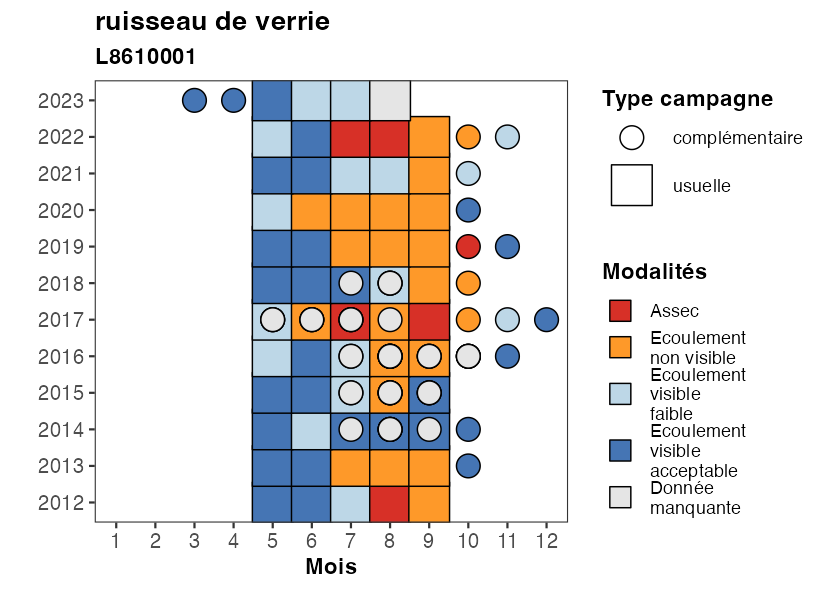 ruisseau de verrie
L8610001
2023
2022
2021
2020
2019
2018
2017
2016
2015
2014
2013
2012
1 2 3 4 5 6 7 8 9 10 11 12
Mois
Type campagne
complémentaire
usuelle
Modalités
Assec
Ecoulement
non visible
Ecoulement
visible
faible
Ecoulement
visible
acceptable
Donnée
manquante